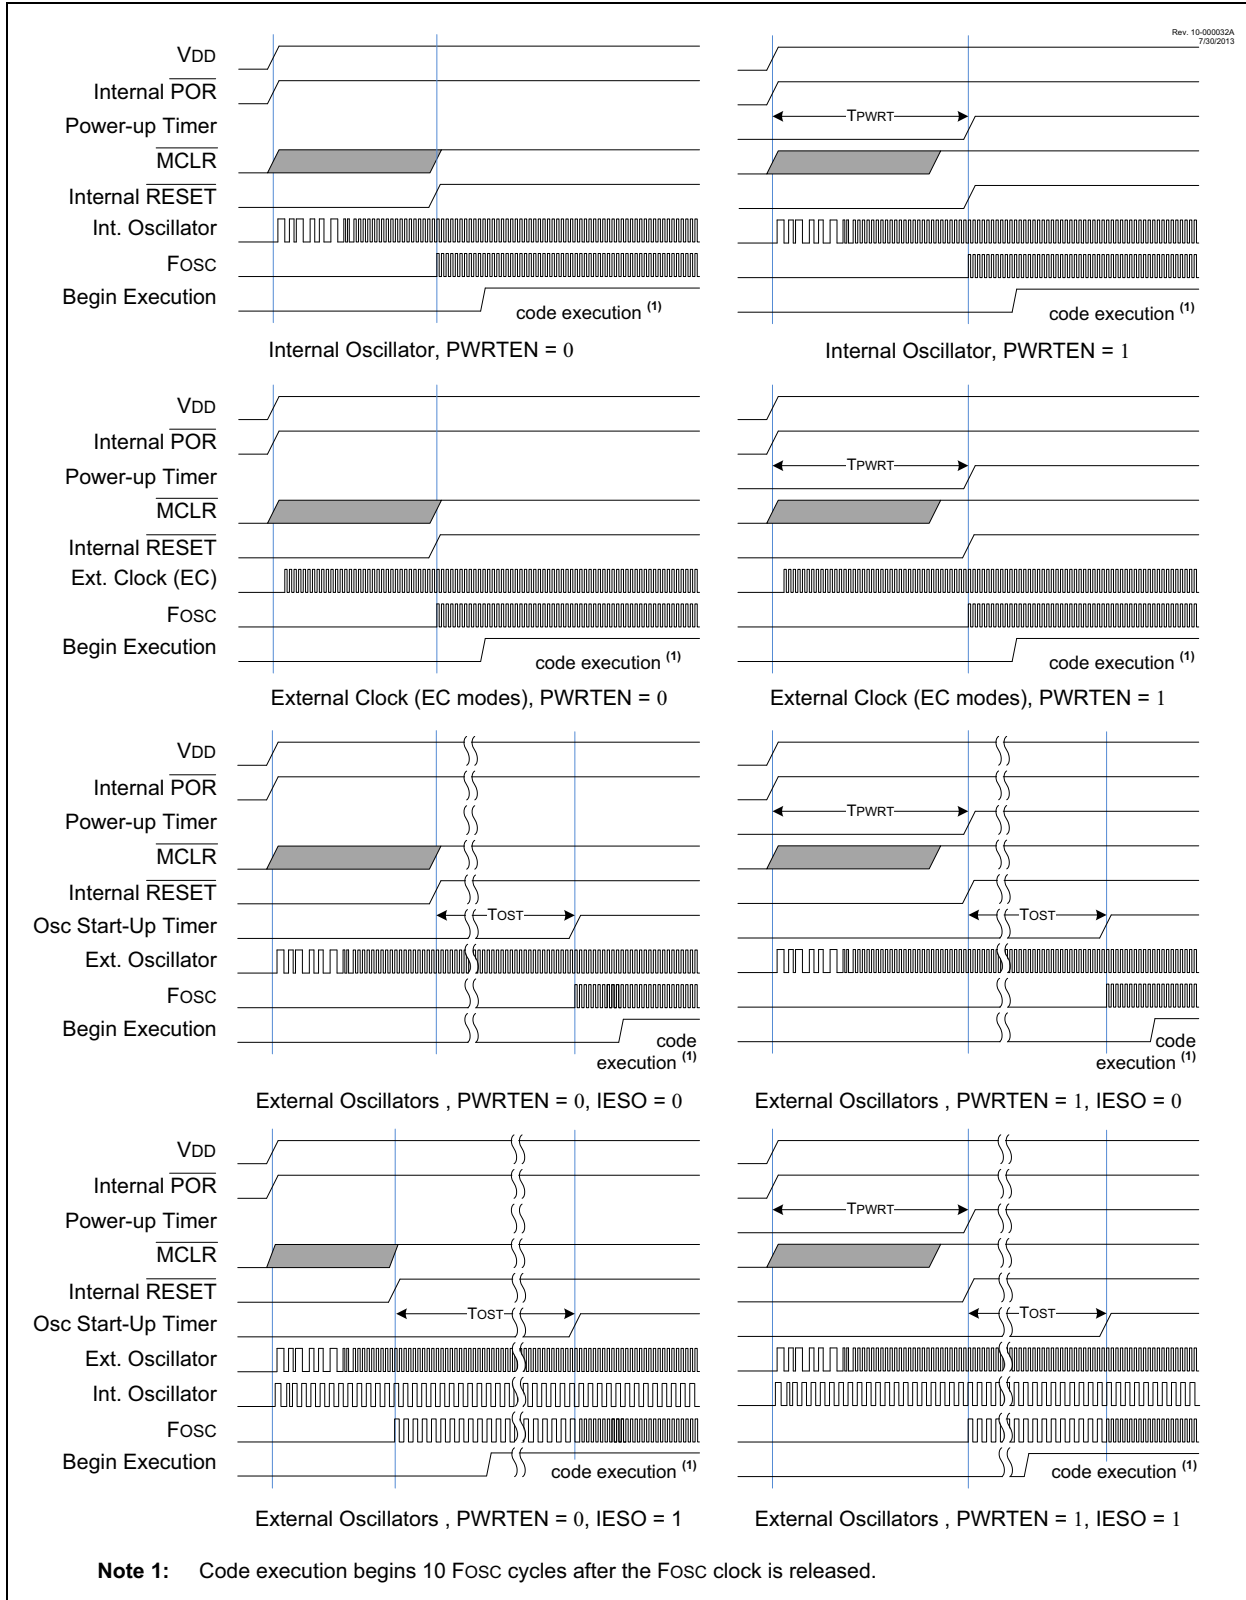 Rev. 10-000032A
7/30/2013
VDD
Internal POR
Power-up Timer
MCLR
Internal RESET
Int. Oscillator
FOSC
Begin Execution
code execution (1)
Internal Oscillator, PWRTEN = 0
TPWRT
code execution (1)
Internal Oscillator, PWRTEN = 1
VDD
Internal POR
Power-up Timer
MCLR
Internal RESET
Ext. Clock (EC)
FOSC
Begin Execution
code execution (1)
External Clock (EC modes), PWRTEN = 0
TPWRT
code execution (1)
External Clock (EC modes), PWRTEN = 1
VDD
Internal POR
Power-up Timer
MCLR
Internal RESET
Osc Start-Up Timer
Ext. Oscillator
FOSC
Begin Execution
TOST
code
execution (1)
External Oscillators , PWRTEN = 0, IESO = 0
TPWRT
TOST
code
execution (1)
External Oscillators , PWRTEN = 1, IESO = 0
VDD
Internal POR
Power-up Timer
MCLR
Internal RESET
Osc Start-Up Timer
Ext. Oscillator
Int. Oscillator
FOSC
Begin Execution
TOST
code execution (1)
External Oscillators , PWRTEN = 0, IESO = 1
TPWRT
TOST
code execution (1)
External Oscillators , PWRTEN = 1, IESO = 1
Note 1: Code execution begins 10 FOSC cycles after the FOSC clock is released.